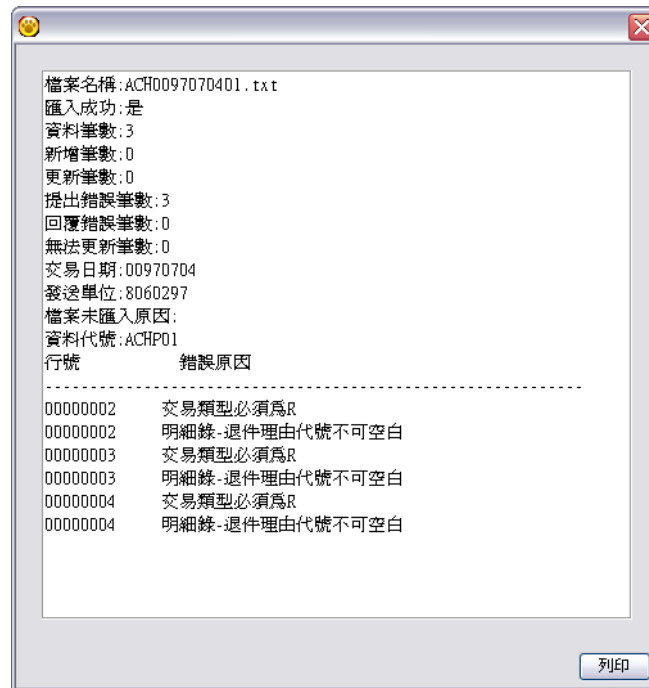 檔案名稱:ACH0097070401.txt
匯入成功:是
資料筆數:3
新增筆數:0
更新筆數:0
提出錯誤筆數:3
回覆錯誤筆數:0
無法更新筆數:0
交易日期:00970704
發送單位:8060297
檔案未匯入原因:
資料代號:ACHP01
行號 錯誤原因
------------------------------------------------------------
00000002 交易類型必須爲R
00000002 明細錄-退件理由代號不可空白
00000003 交易類型必須爲R
00000003 明細錄-退件理由代號不可空白
00000004 交易類型必須爲R
00000004 明細錄-退件理由代號不可空白
列印